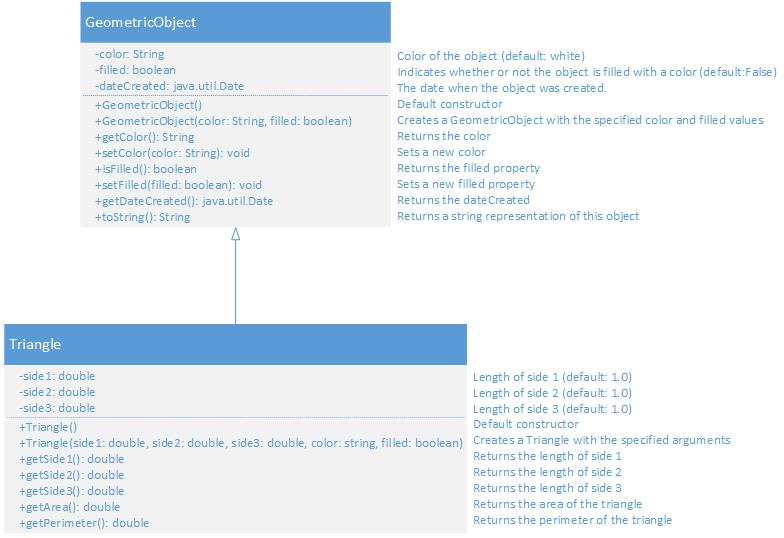 GeometricObject
-color: String
Color of the object (default: white)
-filled: boolean
Indicates whether or not the object is filled with a color (default:False)
-dateCreated: java.util.Date
The date when the object was created.
+GeometricObject()
Default constructor
+GeometricObject(color: String, filled: boolean)
Creates a GeometricObject with the specified color and filled values
+getColor(): String
Returns the color
+setColor(color: String): void
Sets a new color
+isFilled(): boolean
Returns the filled property
+setFilled(filled: boolean): void
Sets a new filled property
+getDateCreated(): java.util.Date
Returns the dateCreated
+toString(): String
Returns a string representation of this object
Triangle
-side1: double
Length of side 1 (default: 1.0)
-side2: double
Length of side 2 (default: 1.0)
-side3: double
Length of side 3 (default: 1.0)
+Triangle()
Default constructor
+Triangle(side1: double, side2: double, side3: double, color: string, filled: boolean)
Creates a Triangle with the specified arguments
+getSide1(): double
Returns the length of side 1
+getSide2(): double
Returns the length of side 2
+getSide3(): double
Returns the length of side 3
+getArea(): double
Returns the area of the triangle
+getPerimeter(): double
Returns the perimeter of the triangle